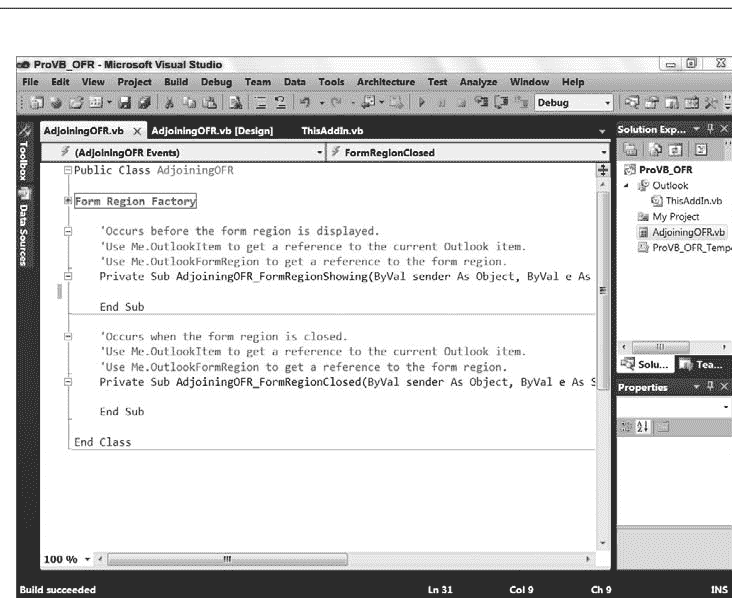 ProVB_OFR - Microsoft Visual Studio
File Edit View Project Build Debug Team Data Tools Architecture Test Analyze Window Help
Debug
AdjoiningOFR.vb AdjoiningOFR.vb [Design] ThisAddIn.vb
(AdjoiningOFR Events) FormRegionClosed
Public Class AdjoiningOFR
Form Region Factory
'Occurs before the form region is displayed.
'Use Me.OutlookItem to get a reference to the current Outlook item.
'Use Me.OutlookFormRegion to get a reference to the form region.
Private Sub AdjoiningOFR_FormRegionShowing(ByVal sender As Object, ByVal e As
End Sub
'Occurs when the form region is closed.
'Use Me.OutlookItem to get a reference to the current Outlook item.
'Use Me.OutlookFormRegion to get a reference to the form region.
Private Sub AdjoiningOFR_FormRegionClosed(ByVal sender As Object, ByVal e As S
End Sub
End Class
100 %
Toolbox
Data Sources
Solution Exp...
ProVB_OFR
Outlook
ThisAddIn.vb
My Project
AdjoiningOFR.vb
ProVB_OFR_Temp
Solu... Tea...
Properties
Build succeeded Ln 31 Col 9 Ch 9 INS